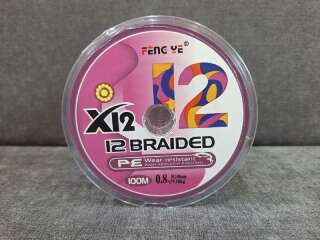 FENG YE®
12
X12
12 BRAIDED
PE Wear resistant
100M 0.8